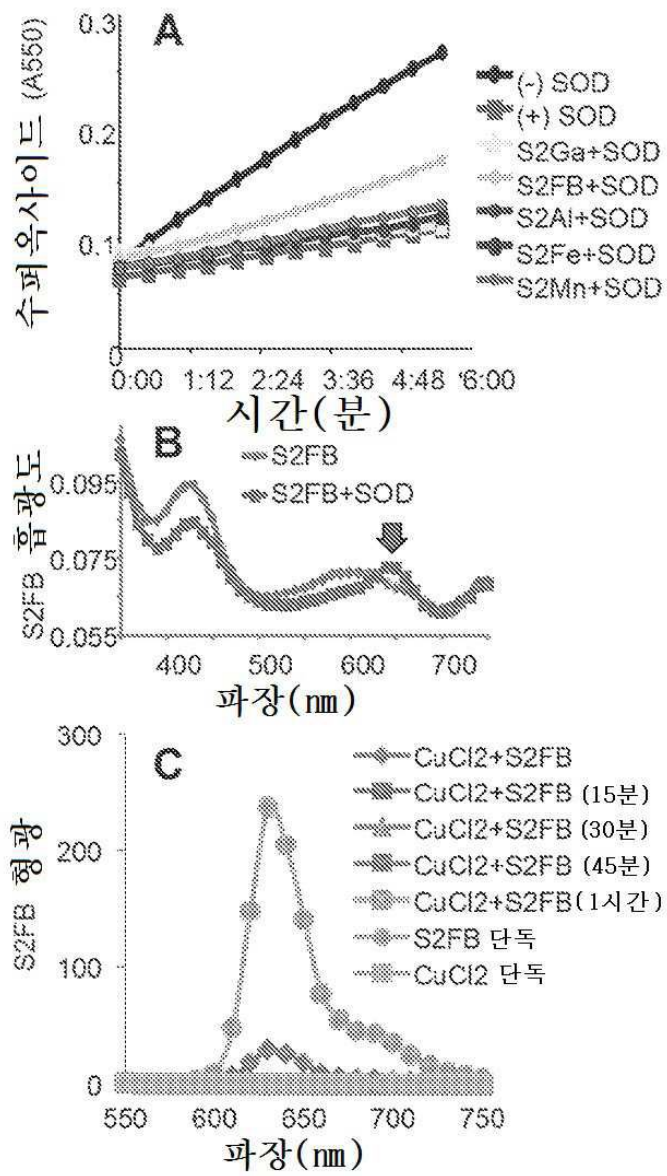 A
수퍼옥사이드 (A550)
0.3
0.2
0.1
0
0:00 1:12 2:24 3:36 4:48 6:00
시간(분)
(-) SOD
(+) SOD
S2Ga+SOD
S2FB+SOD
S2Al+SOD
S2Fe+SOD
S2Mn+SOD
B
S2FB 흡광도
0.095
0.075
0.055
400 500 600 700
파장(nm)
S2FB
S2FB+SOD
C
S2FB 형광
300
200
100
0
550 600 650 700 750
파장(nm)
CuCl2+S2FB
CuCl2+S2FB (15분)
CuCl2+S2FB (30분)
CuCl2+S2FB (45분)
CuCl2+S2FB(1시간)
S2FB 단독
CuCl2 단독